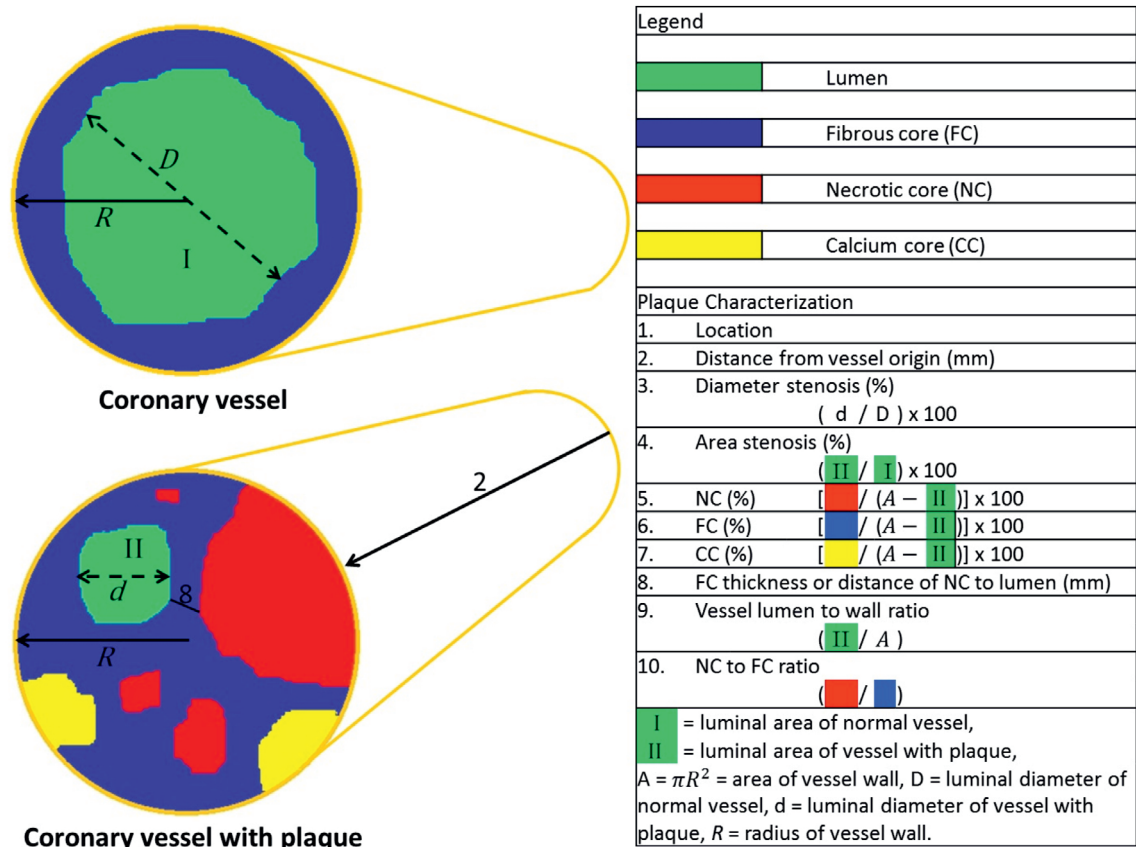 D
R
I
Coronary vessel
2
II
d
8
R
Coronary vessel with plaque
Legend
Lumen
Fibrous core (FC)
Necrotic core (NC)
Calcium core (CC)
Plaque Characterization
1. Location
2. Distance from vessel origin (mm)
3. Diameter stenosis (%)
( d / D ) x 100
4. Area stenosis (%)
( II / I ) x 100
5. NC (%) [ / (A − II )] x 100
6. FC (%) [ / (A − II )] x 100
7. CC (%) [ / (A − II )] x 100
8. FC thickness or distance of NC to lumen (mm)
9. Vessel lumen to wall ratio
( II / A )
10. NC to FC ratio
( / )
I = luminal area of normal vessel,
II = luminal area of vessel with plaque,
A = πR² = area of vessel wall, D = luminal diameter of
normal vessel, d = luminal diameter of vessel with
plaque, R = radius of vessel wall.